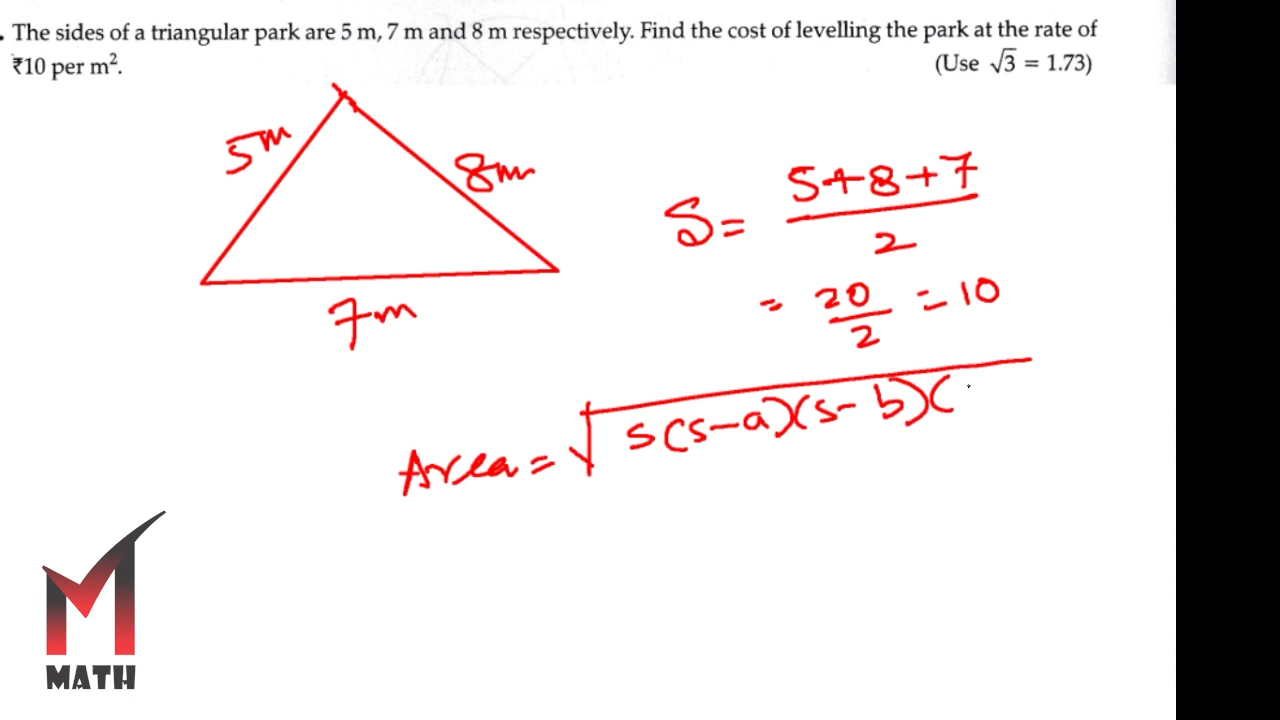 . The sides of a triangular park are 5 m, 7 m and 8 m respectively. Find the cost of levelling the park at the rate of
₹10 per m². (Use √3 = 1.73)
5m
8m
7m
S = 5+8+7 / 2
= 20/2 = 10
Area = √s(s-a)(s-b)(
MATH